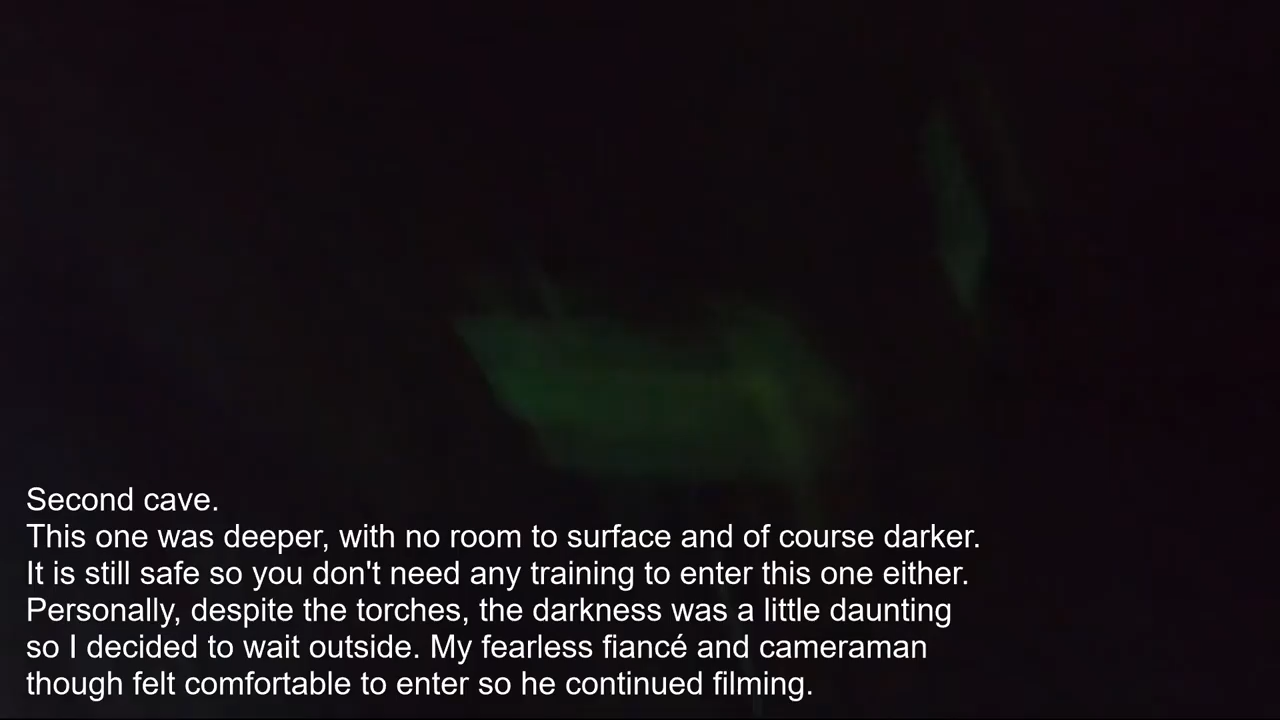 Second cave.
This one was deeper, with no room to surface and of course darker.
It is still safe so you don't need any training to enter this one either.
Personally, despite the torches, the darkness was a little daunting
so I decided to wait outside. My fearless fiancé and cameraman
though felt comfortable to enter so he continued filming.